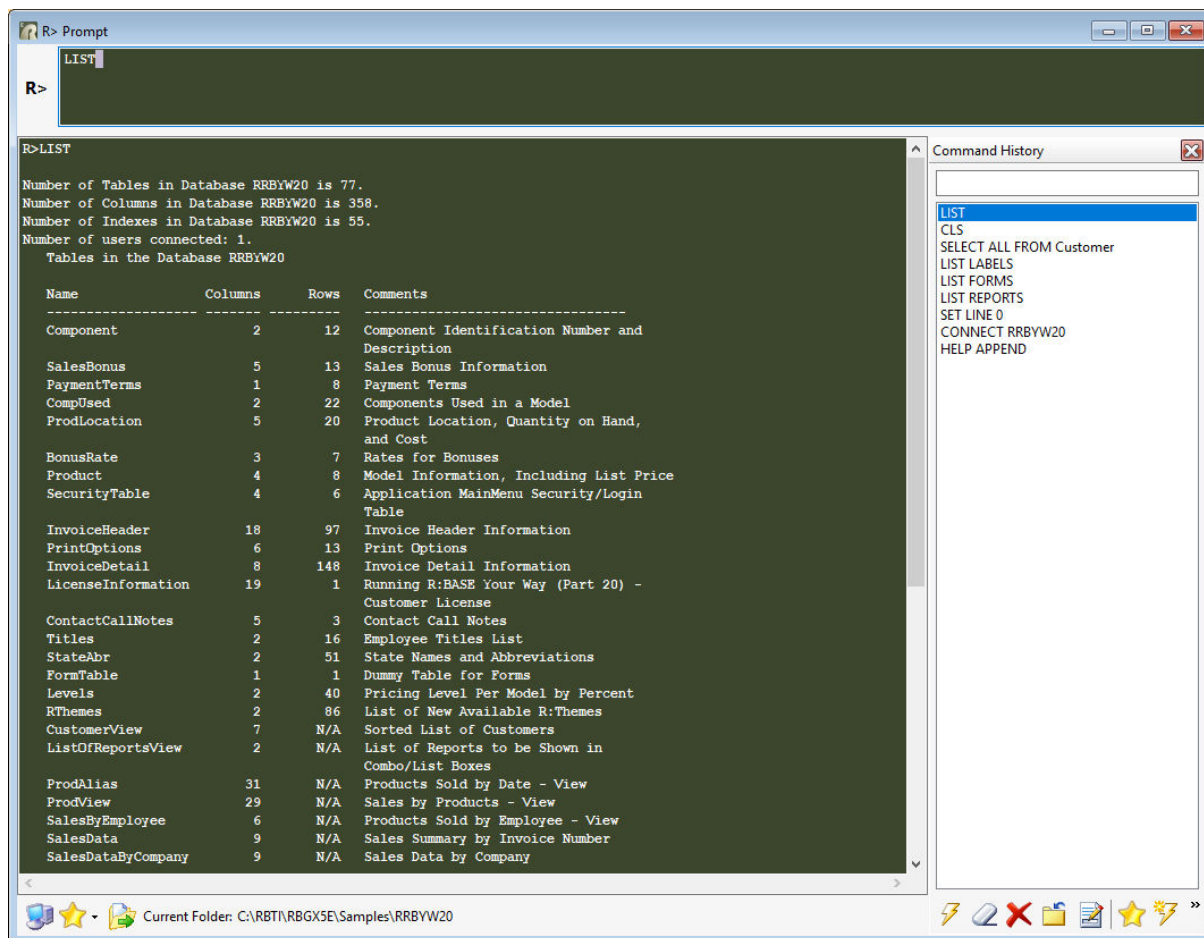 R> Prompt
LIST
R>
R>LIST
Number of Tables in Database RRBYW20 is 77.
Number of Columns in Database RRBYW20 is 358.
Number of Indexes in Database RRBYW20 is 55.
Number of users connected: 1.
Tables in the Database RRBYW20
Name Columns Rows Comments
------------------- ------- --------- ---------------------------------
Component 2 12 Component Identification Number and
Description
SalesBonus 5 13 Sales Bonus Information
PaymentTerms 1 8 Payment Terms
CompUsed 2 22 Components Used in a Model
ProdLocation 5 20 Product Location, Quantity on Hand,
and Cost
BonusRate 3 7 Rates for Bonuses
Product 4 8 Model Information, Including List Price
SecurityTable 4 6 Application MainMenu Security/Login
Table
InvoiceHeader 18 97 Invoice Header Information
PrintOptions 6 13 Print Options
InvoiceDetail 8 148 Invoice Detail Information
LicenseInformation 19 1 Running R:BASE Your Way (Part 20) -
Customer License
ContactCallNotes 5 3 Contact Call Notes
Titles 2 16 Employee Titles List
StateAbr 2 51 State Names and Abbreviations
FormTable 1 1 Dummy Table for Forms
Levels 2 40 Pricing Level Per Model by Percent
RThemes 2 86 List of New Available R:Themes
CustomerView 7 N/A Sorted List of Customers
ListOfReportsView 2 N/A List of Reports to be Shown in
Combo/List Boxes
ProdAlias 31 N/A Products Sold by Date - View
ProdView 29 N/A Sales by Products - View
SalesByEmployee 6 N/A Products Sold by Employee - View
SalesData 9 N/A Sales Summary by Invoice Number
SalesDataByCompany 9 N/A Sales Data by Company
Command History
LIST
CLS
SELECT ALL FROM Customer
LIST LABELS
LIST FORMS
LIST REPORTS
SET LINE 0
CONNECT RRBYW20
HELP APPEND
Current Folder: C:\RBTI\RBGX5E\Samples\RRBYW20